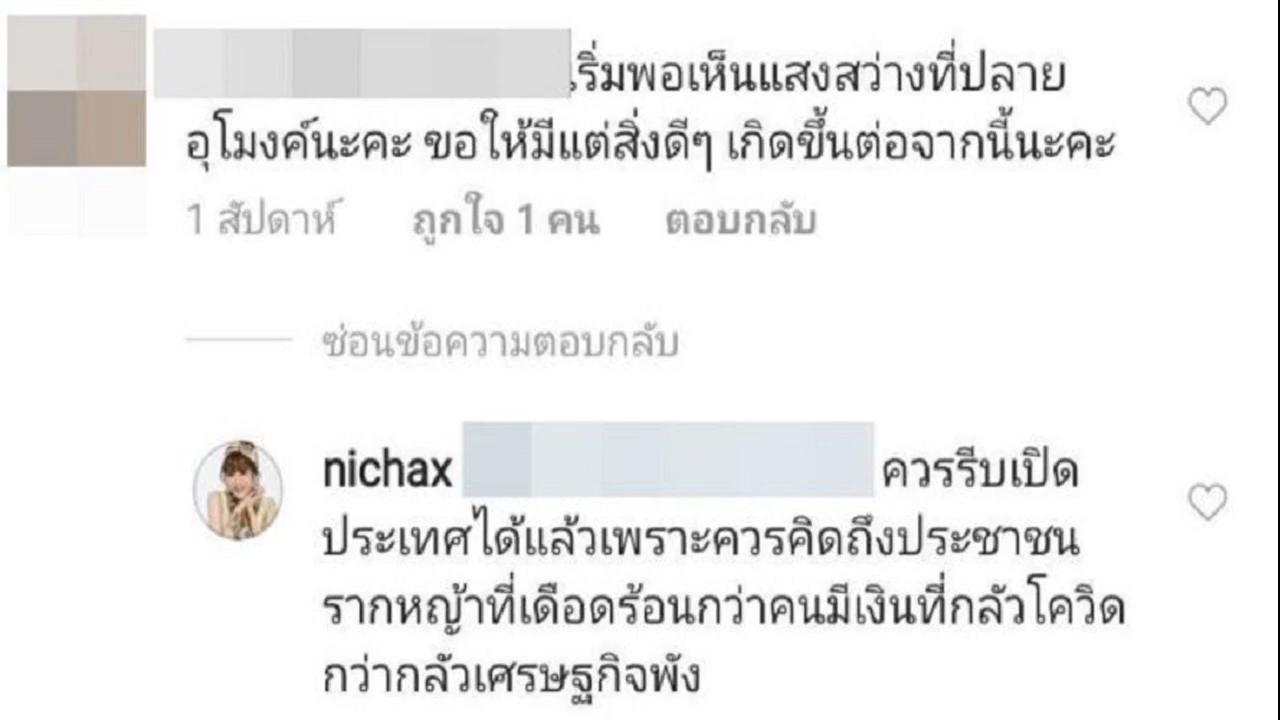 เริ่มพอเห็นแสงสว่างที่ปลาย
อุโมงค์นะคะ ขอให้มีแต่สิ่งดีๆ เกิดขึ้นต่อจากนี้นะคะ
1 สัปดาห์ ถูกใจ 1 คน ตอบกลับ
ซ่อนข้อความตอบกลับ
nichax ควรรีบเปิด
ประเทศได้แล้วเพราะควรคิดถึงประชาชน
รากหญ้าที่เดือดร้อนกว่าคนมีเงินที่กลัวโควิด
กว่ากลัวเศรษฐกิจพัง